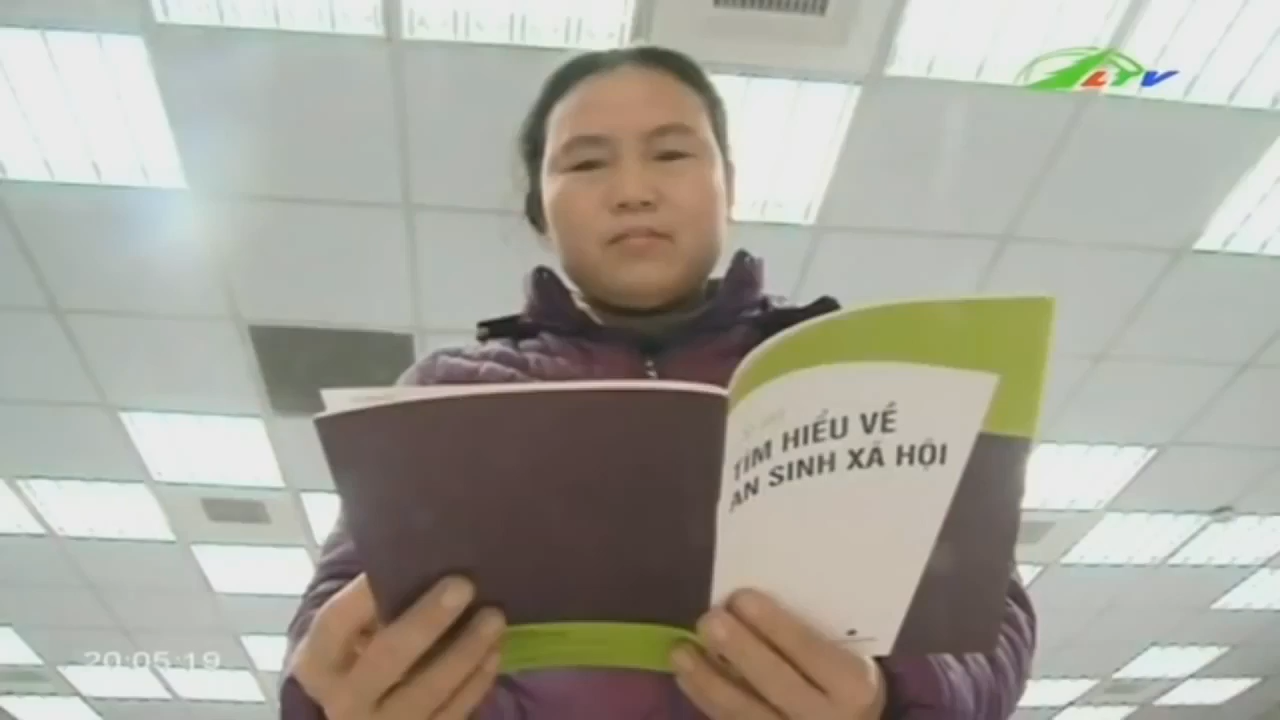 LTV
TÌM HIỂU VỀ
AN SINH XÃ HỘI
20:05:19